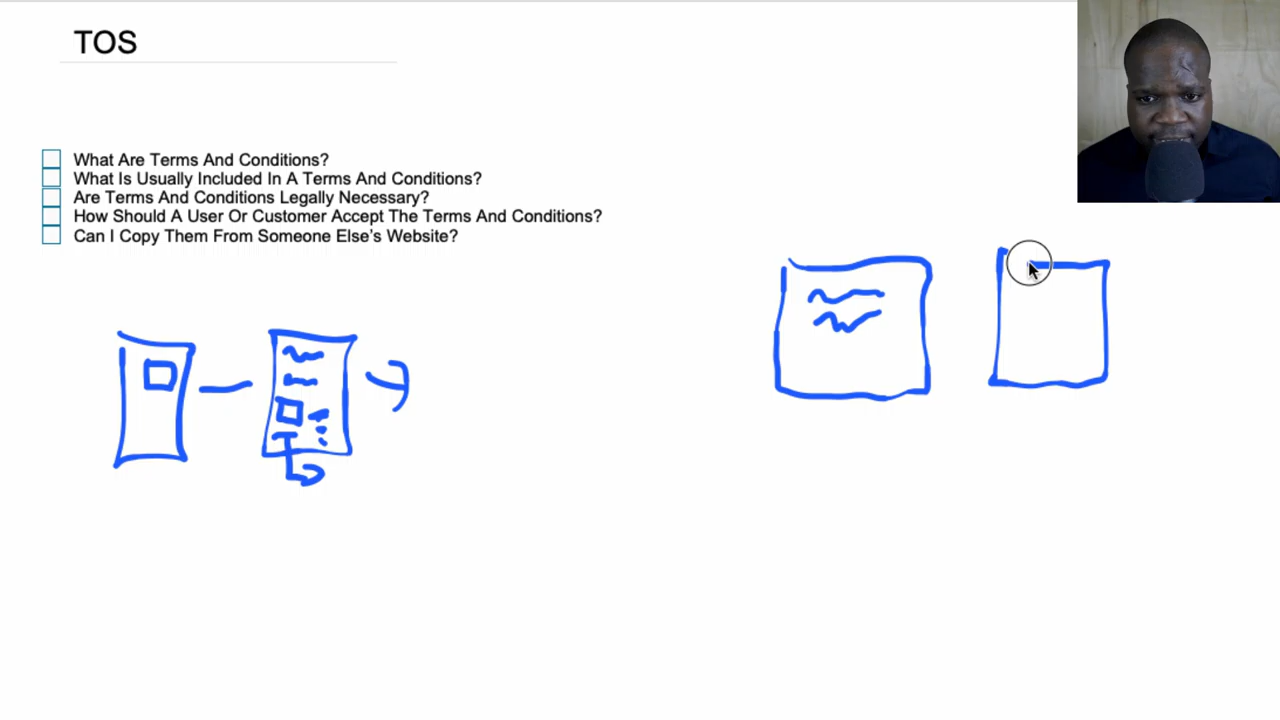 TOS
What Are Terms And Conditions?
What Is Usually Included In A Terms And Conditions?
Are Terms And Conditions Legally Necessary?
How Should A User Or Customer Accept The Terms And Conditions?
Can I Copy Them From Someone Else's Website?